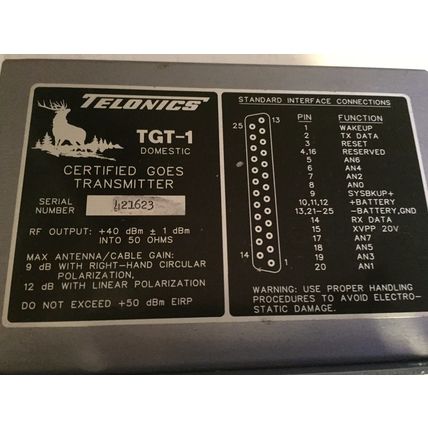 TELONICS
TGT-1
DOMESTIC
CERTIFIED GOES
TRANSMITTER
SERIAL
NUMBER
421623
RF OUTPUT: +40 dBm ± 1 dBm
INTO 50 OHMS
MAX ANTENNA/CABLE GAIN:
9 dB WITH RIGHT-HAND CIRCULAR
POLARIZATION,
12 dB WITH LINEAR POLARIZATION
DO NOT EXCEED +50 dBm EIRP
STANDARD INTERFACE CONNECTIONS
25 13
14 1
PIN FUNCTION
1 WAKEUP
2 TX DATA
3 RESET
4,16 RESERVED
5 AN6
6 AN4
7 AN2
8 AN0
9 SYSBKUP+
10,11,12 +BATTERY
13,21-25 -BATTERY,GND
14 RX DATA
15 XVPP 20V
17 AN7
18 AN5
19 AN3
20 AN1
WARNING: USE PROPER HANDLING
PROCEDURES TO AVOID ELECTRO-
STATIC DAMAGE.